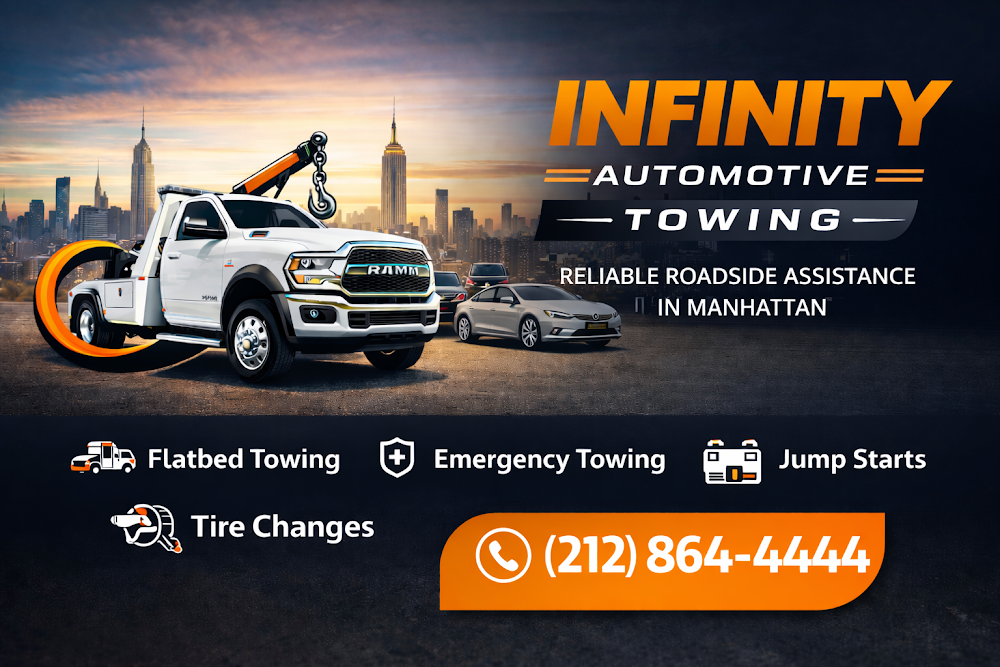 INFINITY
AUTOMOTIVE
TOWING
RELIABLE ROADSIDE ASSISTANCE
IN MANHATTAN
RAMM
Flatbed Towing
Emergency Towing
Jump Starts
Tire Changes
(212) 864-4444